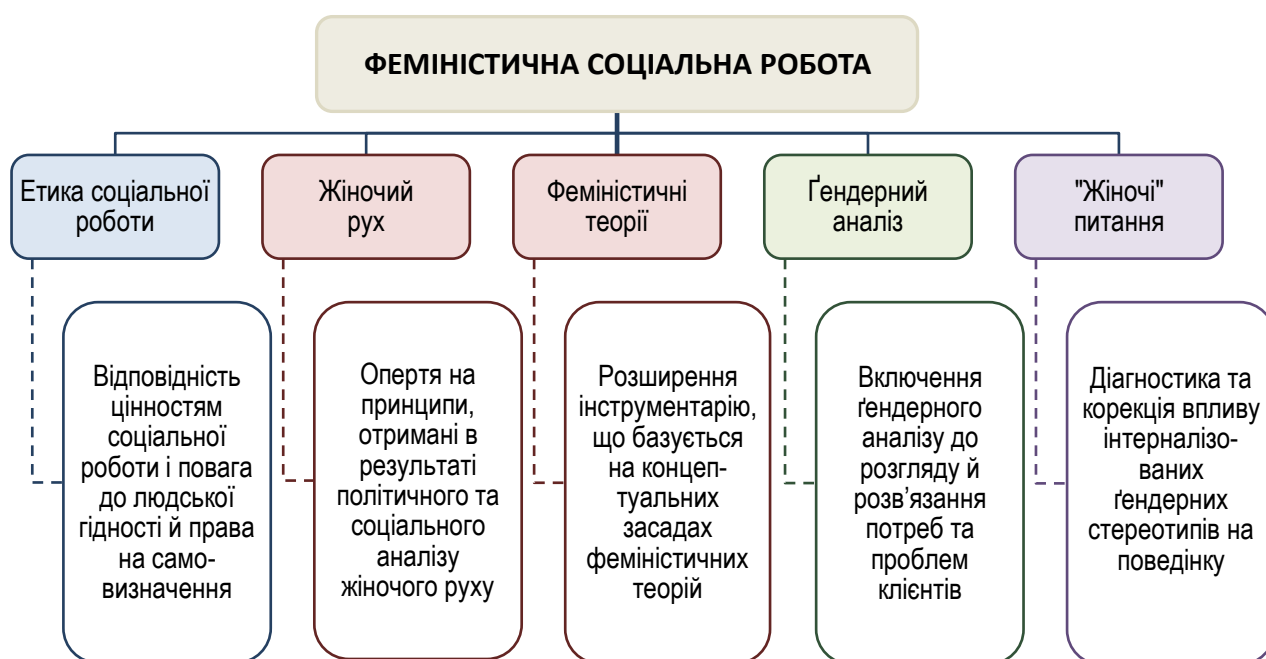 ФЕМІНІСТИЧНА СОЦІАЛЬНА РОБОТА
Етика соціальної
роботи
Жіночий
рух
Феміністичні
теорії
Ґендерний
аналіз
"Жіночі"
питання
Відповідність
цінностям
соціальної
роботи і повага
до людської
гідності й права
на само-
визначення
Опертя на
принципи,
отримані в
результаті
політичного та
соціального
аналізу
жіночого руху
Розширення
інструментарію,
що базується
на концеп-
туальних
засадах
феміністичних
теорій
Включення
ґендерного
аналізу до
розгляду й
розв’язання
потреб та
проблем
клієнтів
Діагностика та
корекція впливу
інтерналізо-
ваних
ґендерних
стереотипів на
поведінку